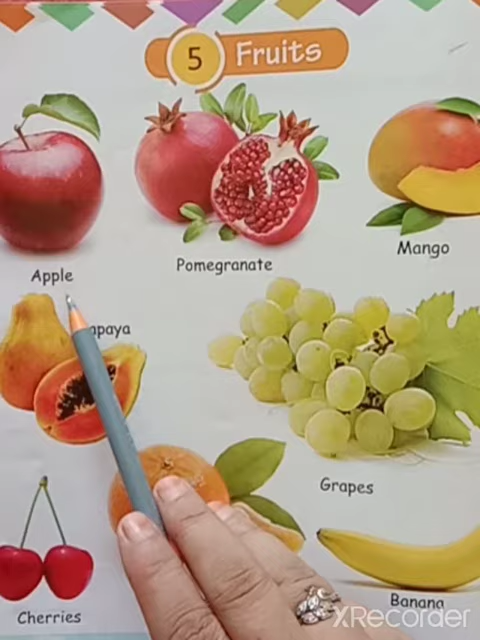 5 Fruits
Apple
Pomegranate
Mango
apaya
Grapes
Cherries
Banana
XRecorder